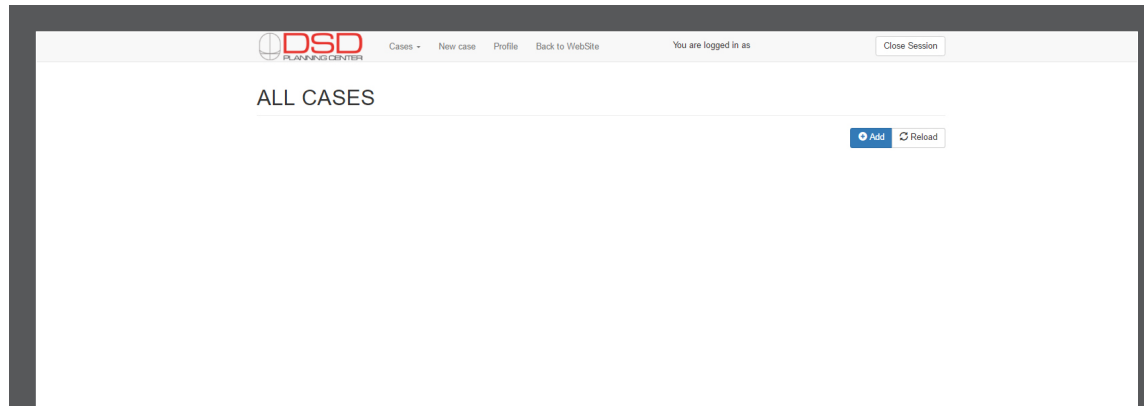 DSD
PLANNING CENTER
Cases
New case
Profile
Back to WebSite
You are logged in as
Close Session
ALL CASES
Add
Reload